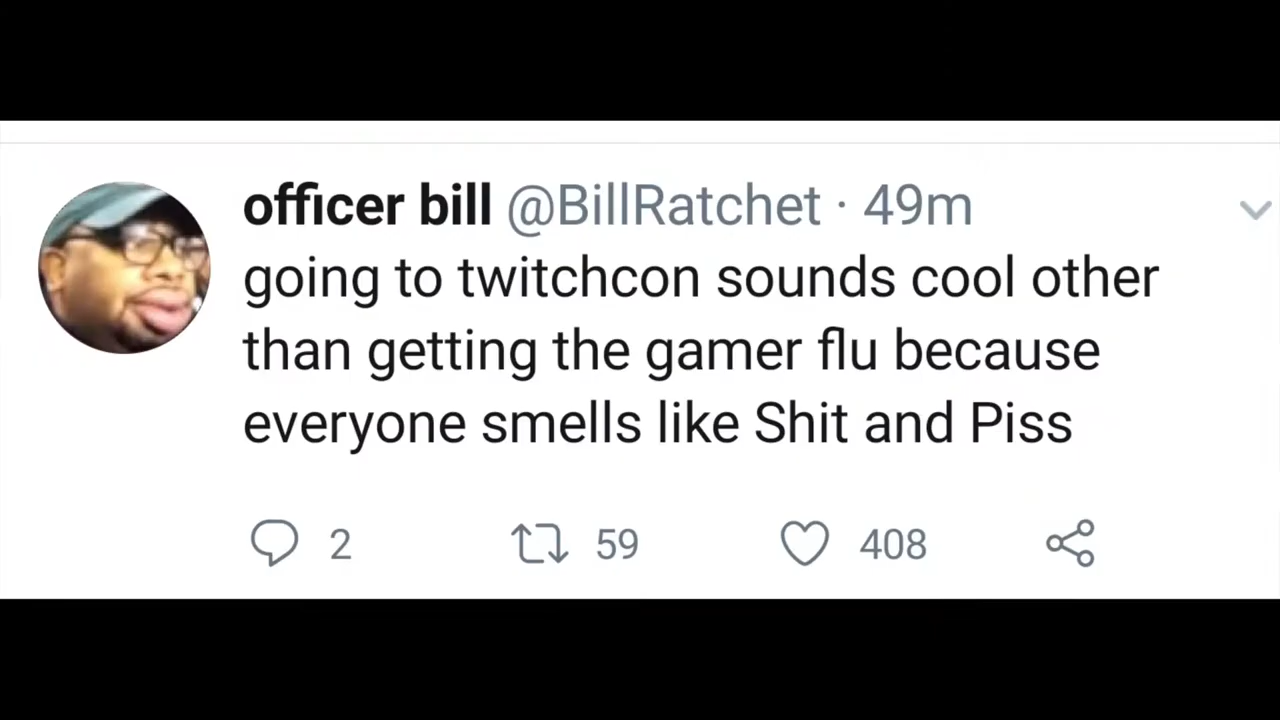 officer bill @BillRatchet · 49m
going to twitchcon sounds cool other
than getting the gamer flu because
everyone smells like Shit and Piss
2 59 408